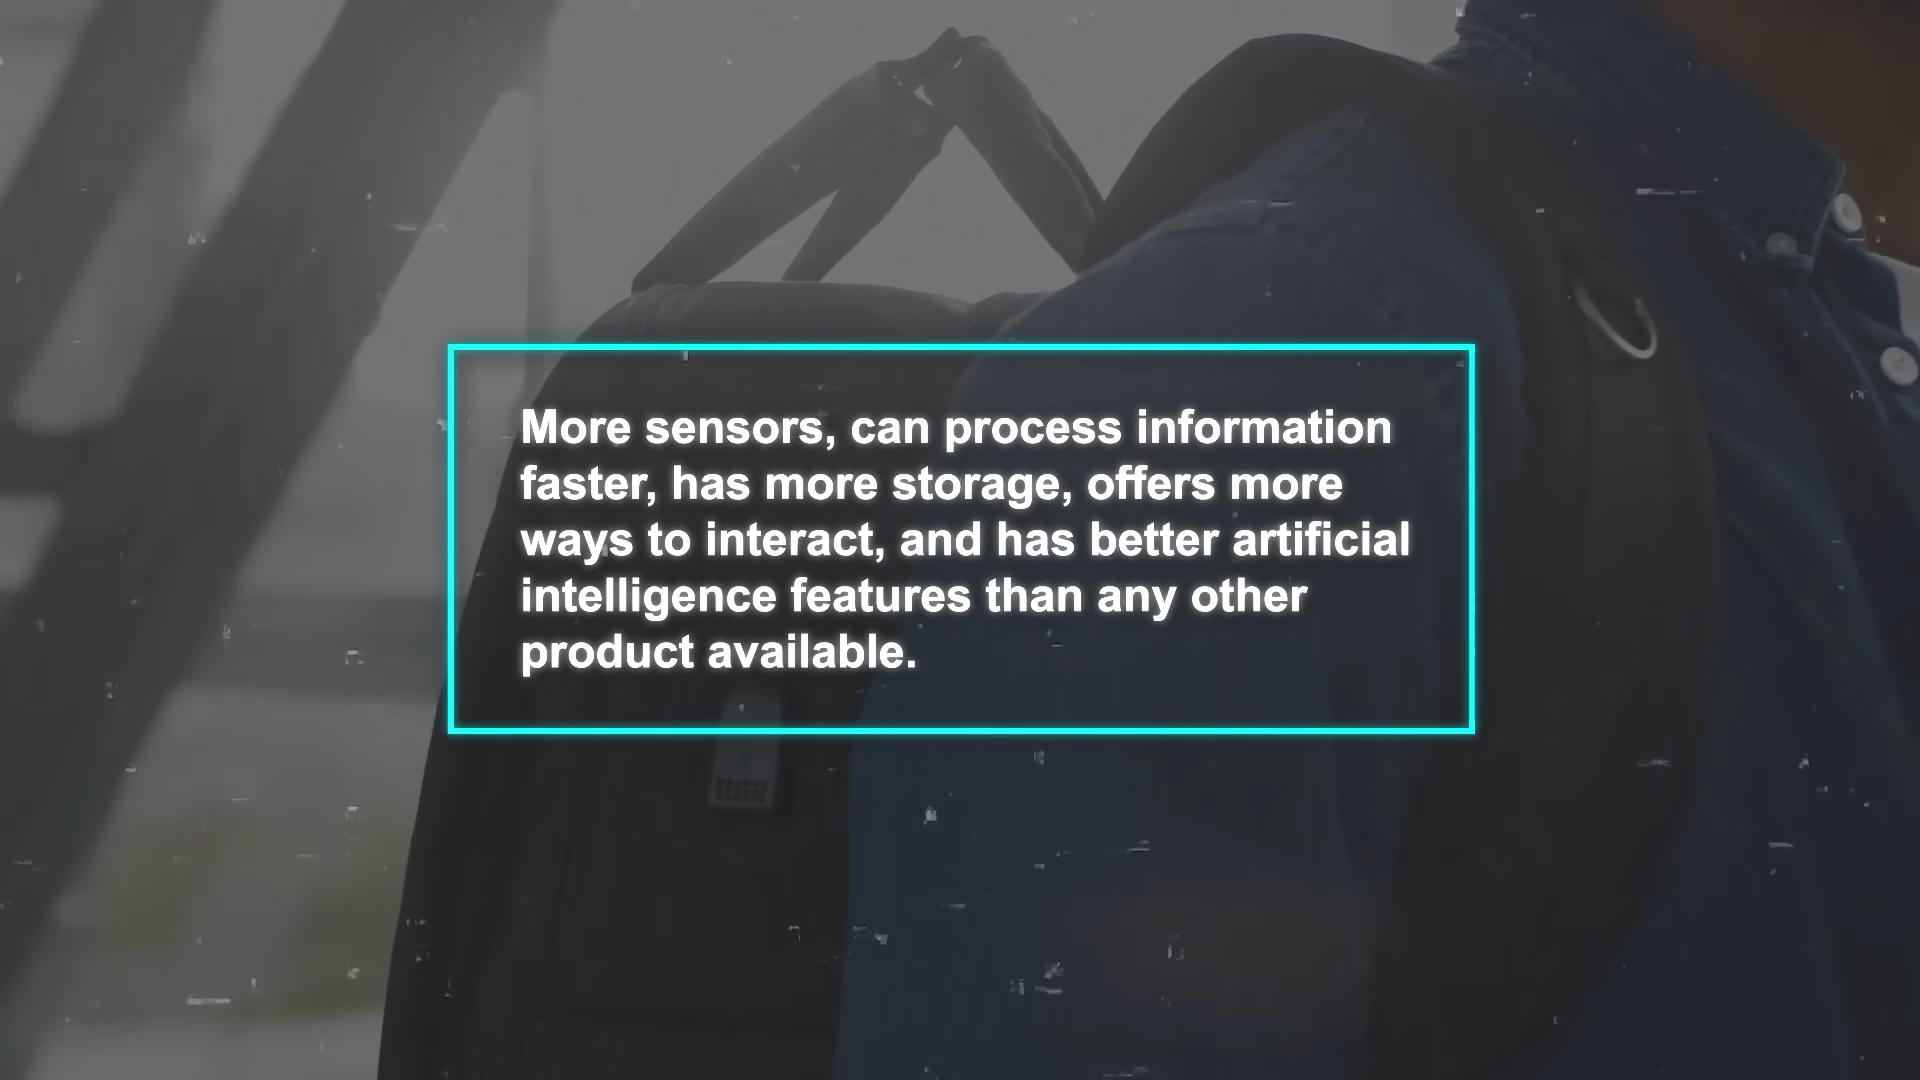 More sensors, can process information
faster, has more storage, offers more
ways to interact, and has better artificial
intelligence features than any other
product available.